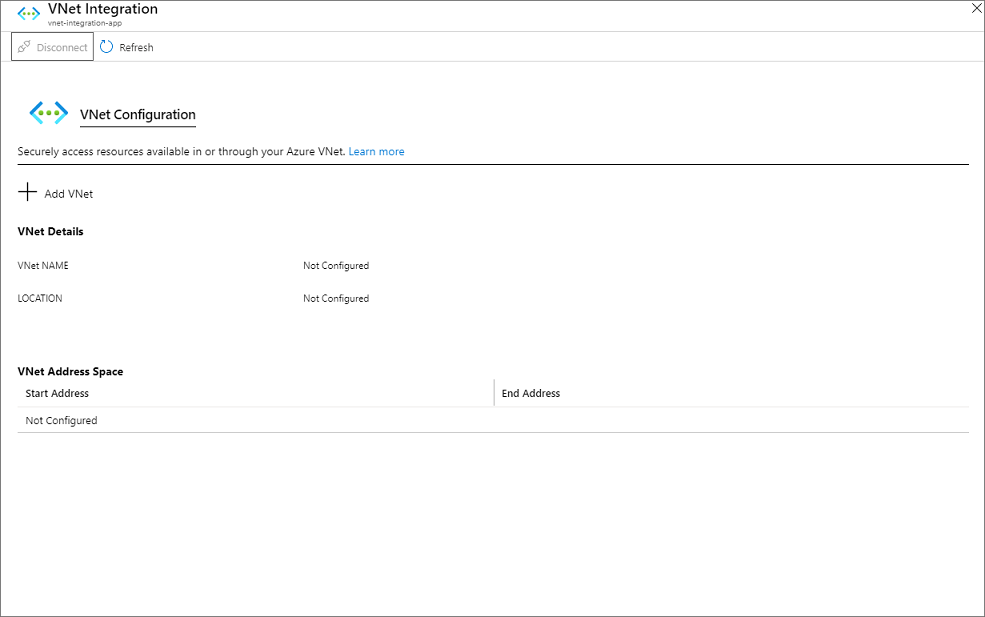 VNet Integration
vnet-integration-app
Disconnect Refresh
VNet Configuration
Securely access resources available in or through your Azure VNet. Learn more
Add VNet
VNet Details
VNet NAME Not Configured
LOCATION Not Configured
VNet Address Space
Start Address End Address
Not Configured